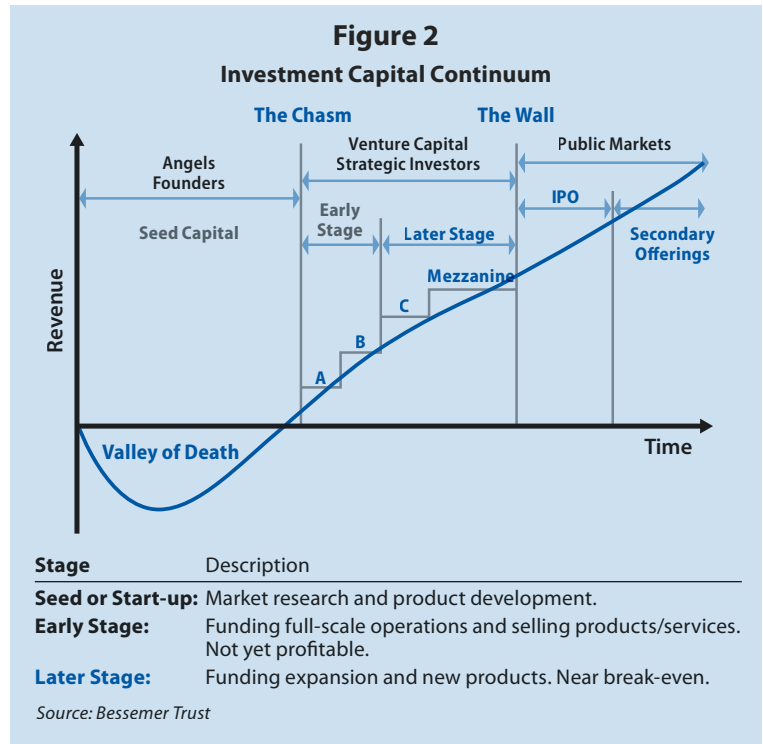 Figure 2
Investment Capital Continuum
The Chasm
The Wall
Angels
Founders
Venture Capital
Strategic Investors
Public Markets
Seed Capital
Early
Stage
Later Stage
IPO
Secondary
Offerings
Mezzanine
C
B
A
Revenue
Valley of Death
Time
Stage Description
Seed or Start-up: Market research and product development.
Early Stage: Funding full-scale operations and selling products/services.
Not yet profitable.
Later Stage: Funding expansion and new products. Near break-even.
Source: Bessemer Trust